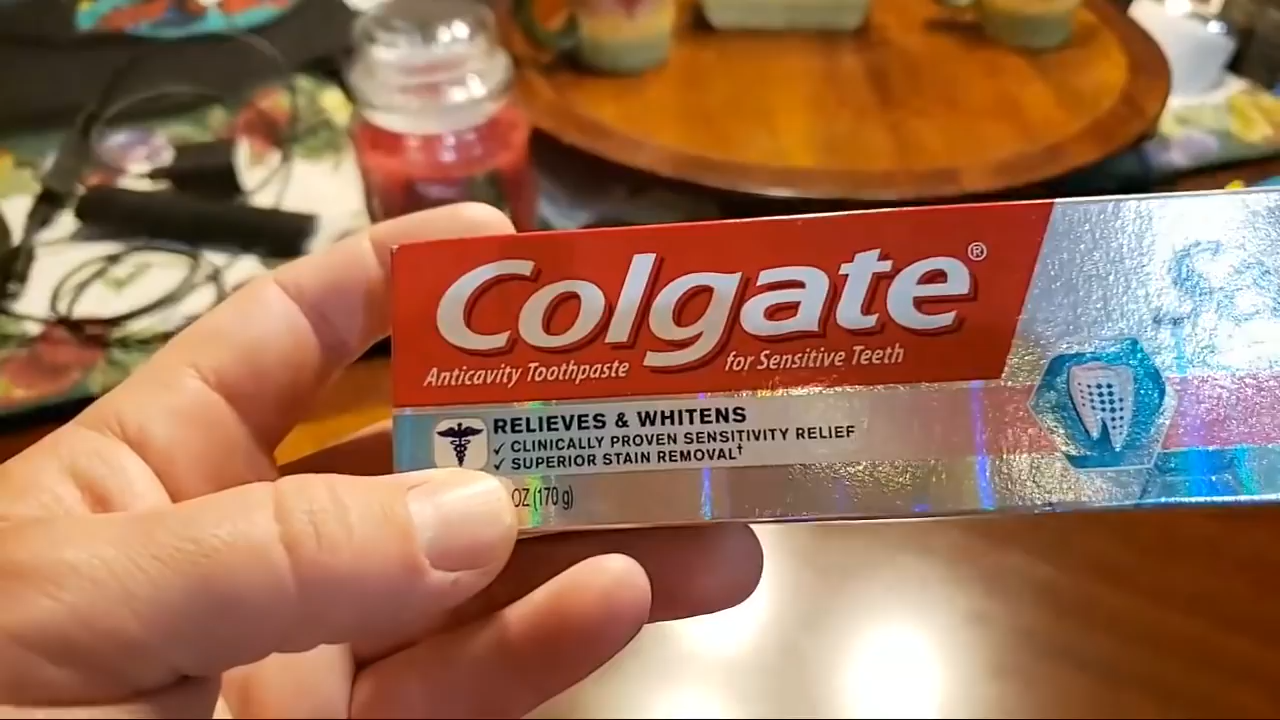 Colgate®
Anticavity Toothpaste for Sensitive Teeth
RELIEVES & WHITENS
✓ CLINICALLY PROVEN SENSITIVITY RELIEF
✓ SUPERIOR STAIN REMOVAL†
OZ (170 g)